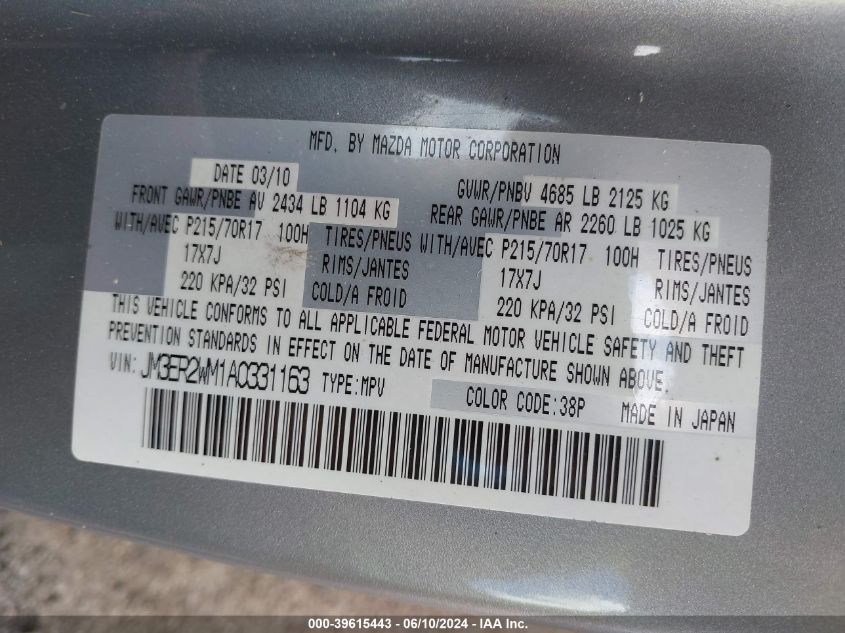 MFD. BY MAZDA MOTOR CORPORATION
DATE 03/10 GVWR/PNBV 4685 LB 2125 KG
FRONT GAWR/PNBE AV 2434 LB 1104 KG REAR GAWR/PNBE AR 2260 LB 1025 KG
WITH/AVEC P215/70R17 100H TIRES/PNEUS WITH/AVEC P215/70R17 100H TIRES/PNEUS
17X7J RIMS/JANTES 17X7J RIMS/JANTES
220 KPA/32 PSI COLD/A FROID 220 KPA/32 PSI COLD/A FROID
THIS VEHICLE CONFORMS TO ALL APPLICABLE FEDERAL MOTOR VEHICLE SAFETY AND THEFT
PREVENTION STANDARDS IN EFFECT ON THE DATE OF MANUFACTURE SHOWN ABOVE.
VIN: JM3ER2WM1A0331163 TYPE:MPV COLOR CODE:38P MADE IN JAPAN
000-39615443 - 06/10/2024 - IAA Inc.